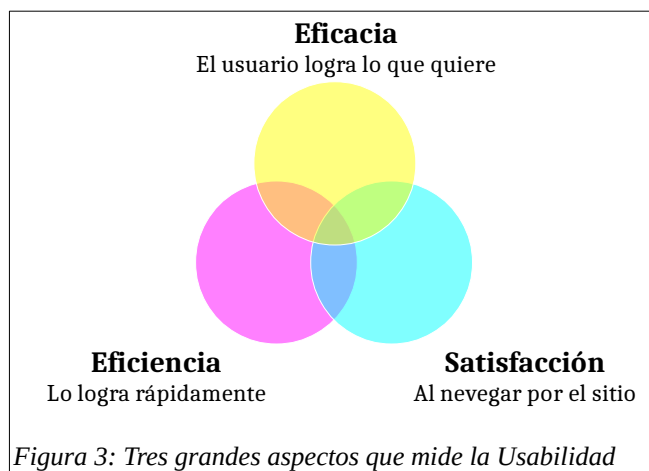 Eficacia
El usuario logra lo que quiere
Eficiencia
Lo logra rápidamente
Satisfacción
Al nevegar por el sitio
Figura 3: Tres grandes aspectos que mide la Usabilidad